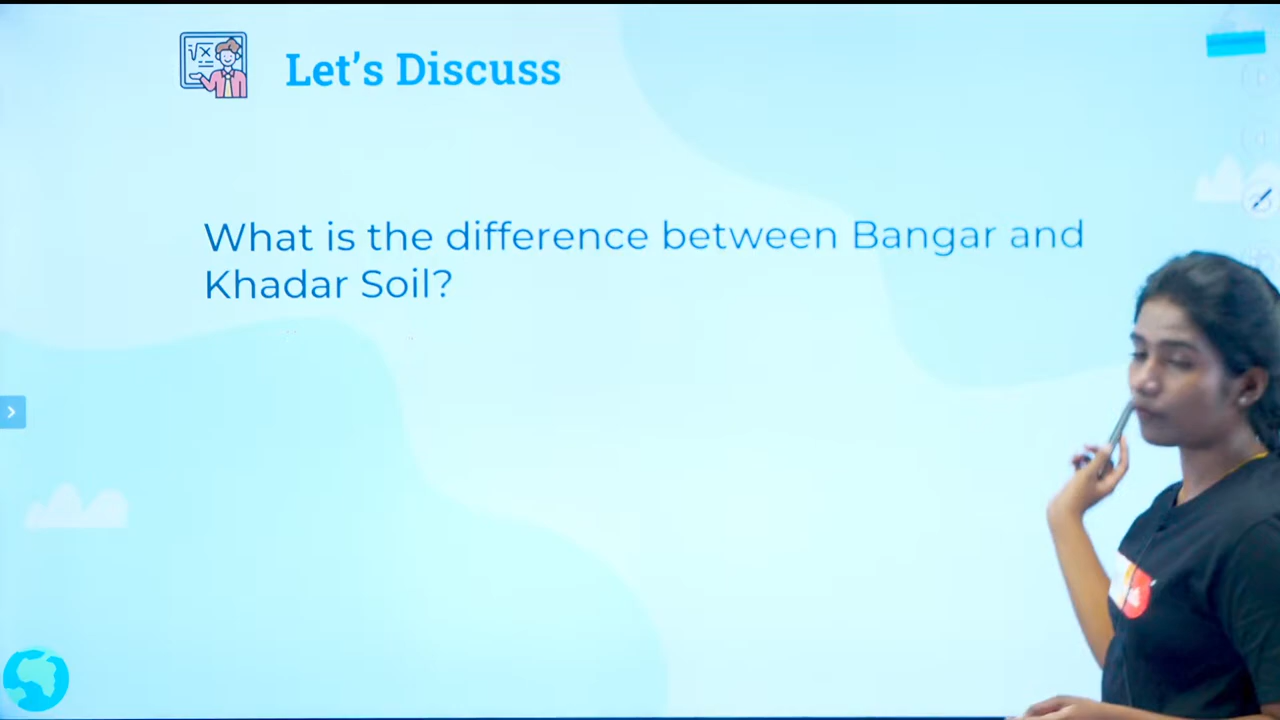 Let's Discuss
What is the difference between Bangar and
Khadar Soil?